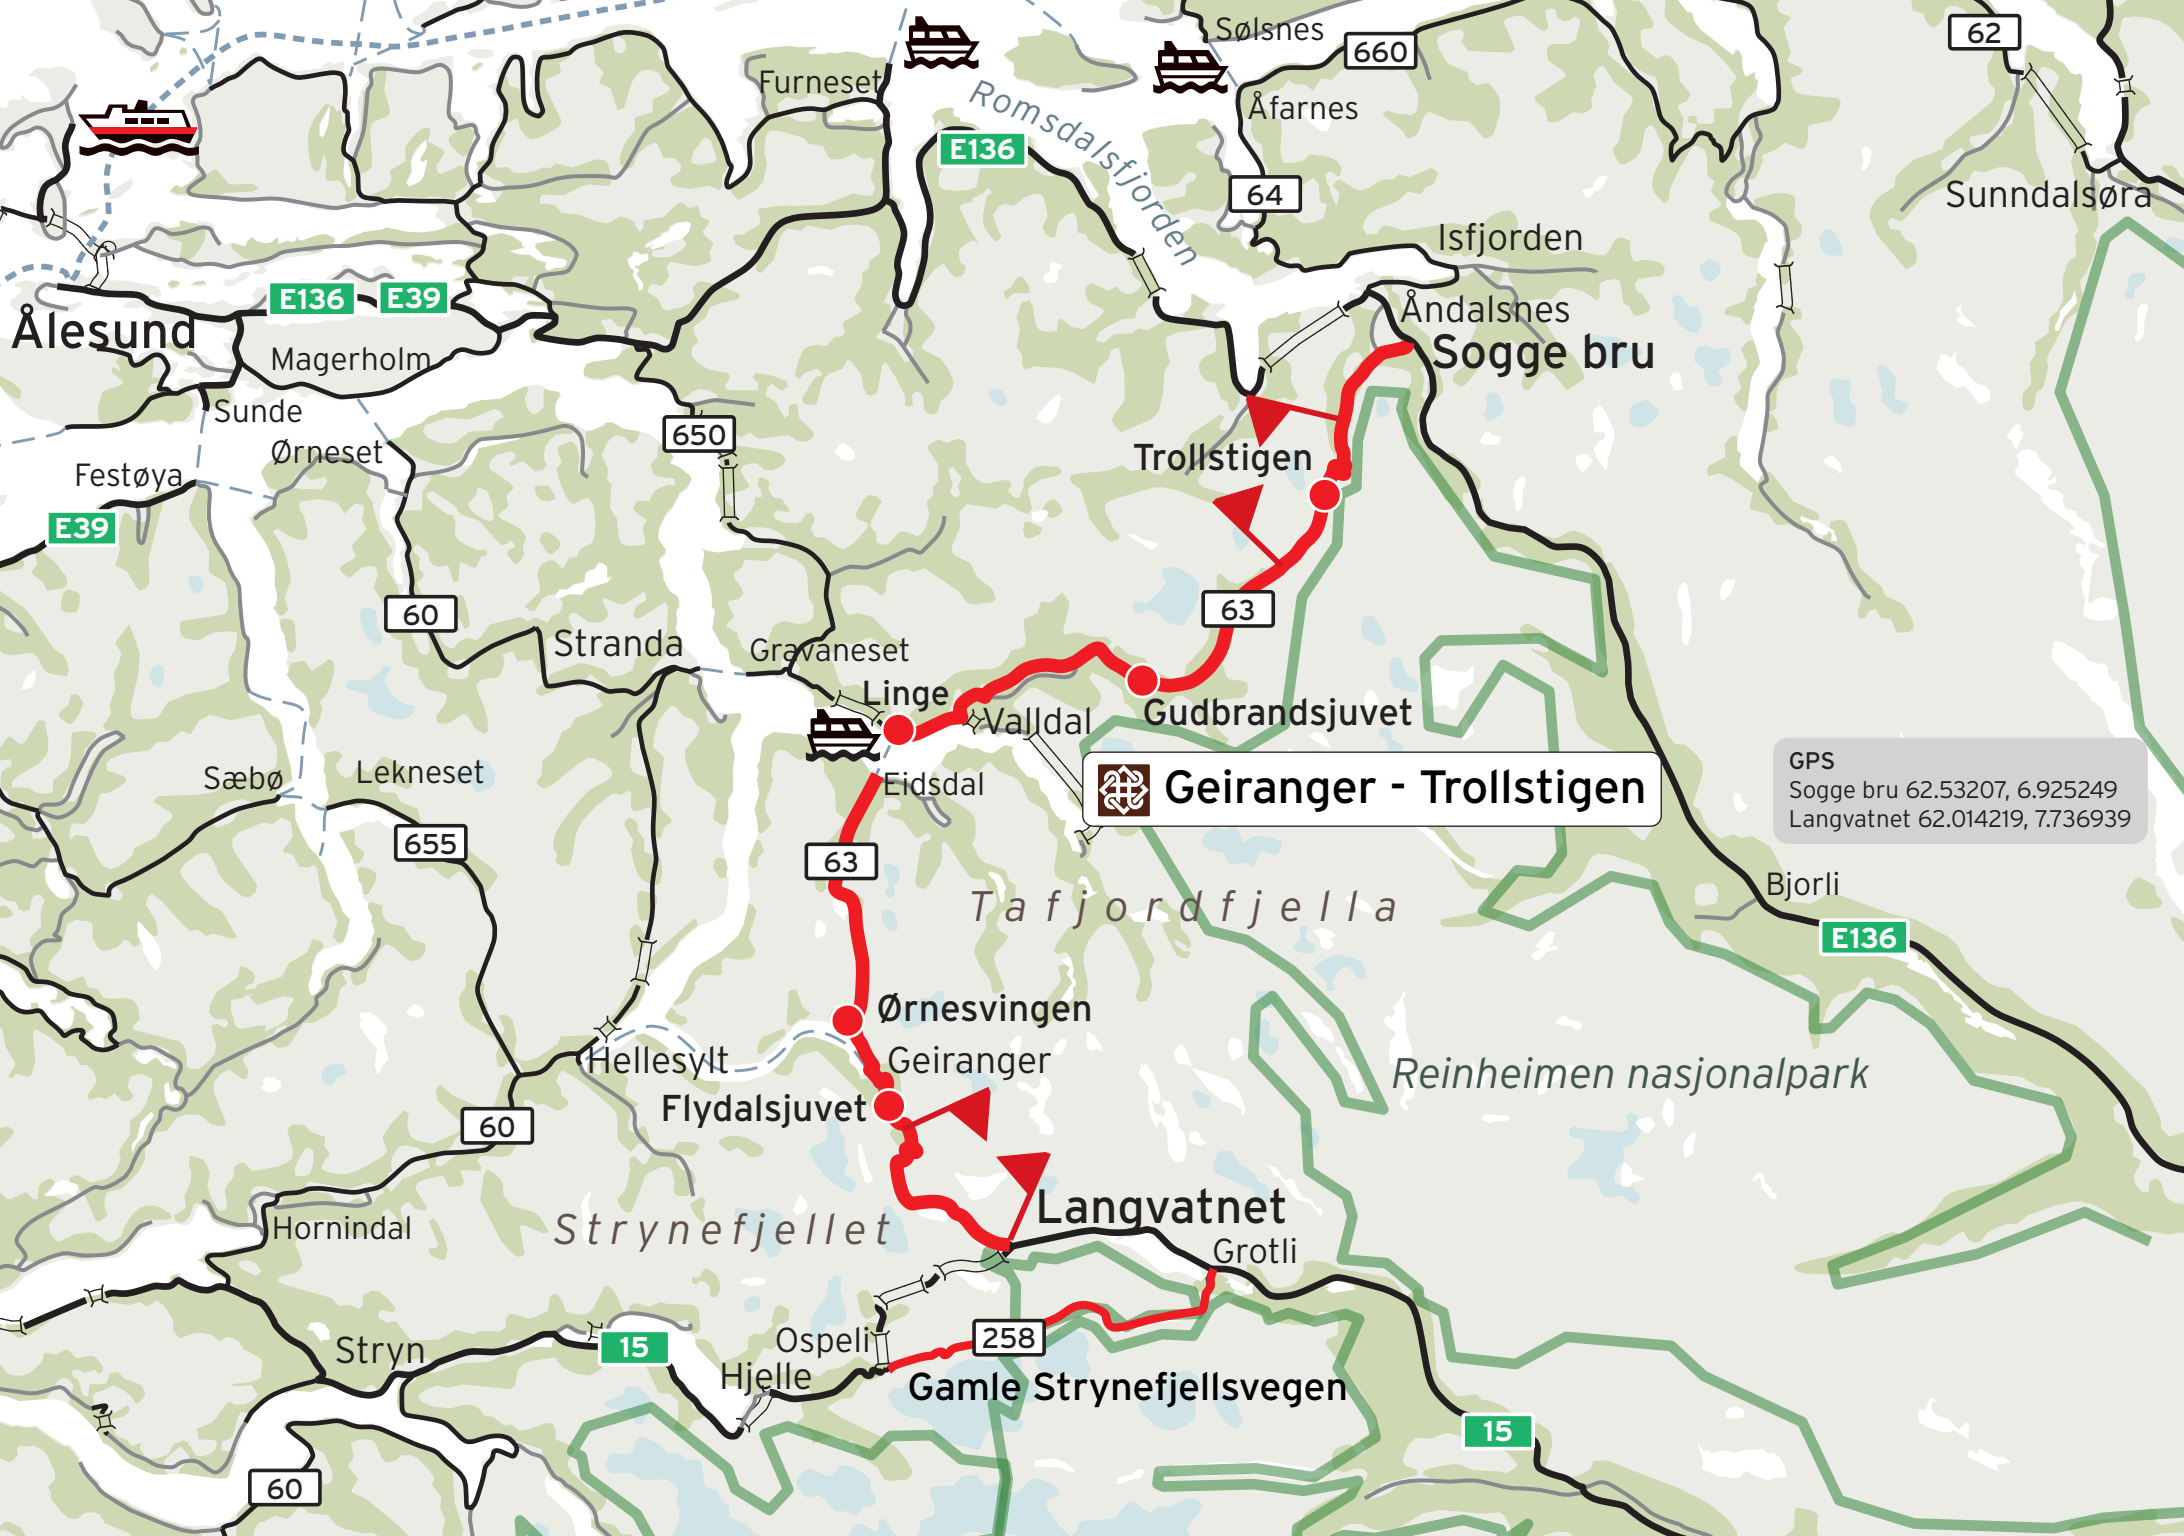 Sølsnes
660
62
Furneset
Romsdalsfjorden
Åfarnes
E136
64
Sunndalsøra
Isfjorden
E136
E39
Åndalsnes
Ålesund
Magerholm
Sogge bru
Sunde
650
Ørneset
Trollstigen
Festøya
E39
60
63
Stranda
Gravaneset
Linge
Gudbrandsjuvet
Valldal
GPS
Sogge bru 62.53207, 6.925249
Langvatnet 62.014219, 7.736939
Geiranger - Trollstigen
Sæbø
Lekneset
Eidsdal
655
63
Bjorli
Tafjordfjella
E136
Ørnesvingen
Hellesylt
Geiranger
Reinheimen nasjonalpark
Flydalsjuvet
60
Langvatnet
Hornindal
Strynefjellet
Grotli
Stryn
15
Ospeli
258
Hjelle
Gamle Strynefjellsvegen
15
60